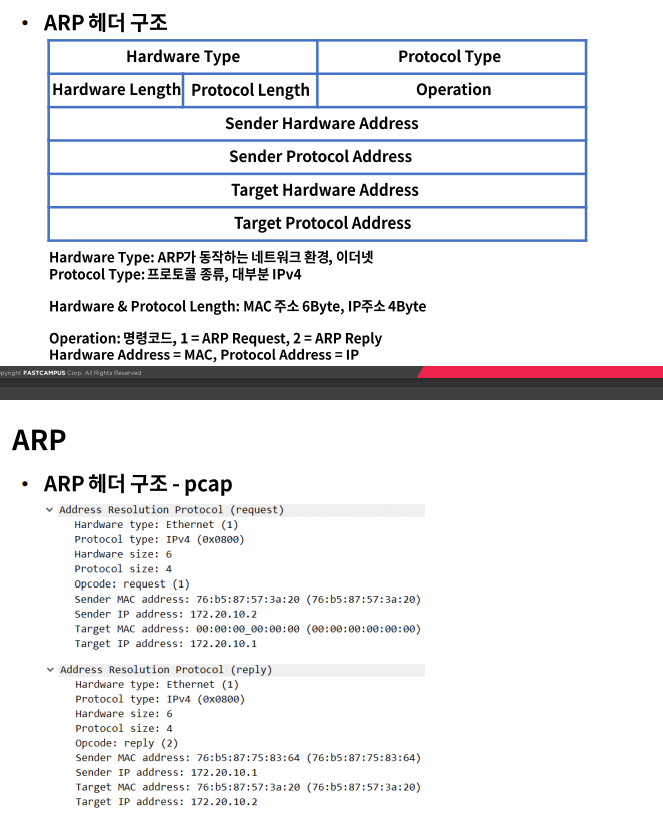 • ARP 헤더 구조
Hardware Type
Protocol Type
Hardware Length
Protocol Length
Operation
Sender Hardware Address
Sender Protocol Address
Target Hardware Address
Target Protocol Address
Hardware Type: ARP가 동작하는 네트워크 환경, 이더넷
Protocol Type: 프로토콜 종류, 대부분 IPv4
Hardware & Protocol Length: MAC 주소 6Byte, IP주소 4Byte
Operation: 명령코드, 1 = ARP Request, 2 = ARP Reply
Hardware Address = MAC, Protocol Address = IP
pyright FASTCAMPUS Corp. All Rights Reserved
ARP
• ARP 헤더 구조 - pcap
Address Resolution Protocol (request)
Hardware type: Ethernet (1)
Protocol type: IPv4 (0x0800)
Hardware size: 6
Protocol size: 4
Opcode: request (1)
Sender MAC address: 76:b5:87:57:3a:20 (76:b5:87:57:3a:20)
Sender IP address: 172.20.10.2
Target MAC address: 00:00:00_00:00:00 (00:00:00:00:00:00)
Target IP address: 172.20.10.1
Address Resolution Protocol (reply)
Hardware type: Ethernet (1)
Protocol type: IPv4 (0x0800)
Hardware size: 6
Protocol size: 4
Opcode: reply (2)
Sender MAC address: 76:b5:87:75:83:64 (76:b5:87:75:83:64)
Sender IP address: 172.20.10.1
Target MAC address: 76:b5:87:57:3a:20 (76:b5:87:57:3a:20)
Target IP address: 172.20.10.2